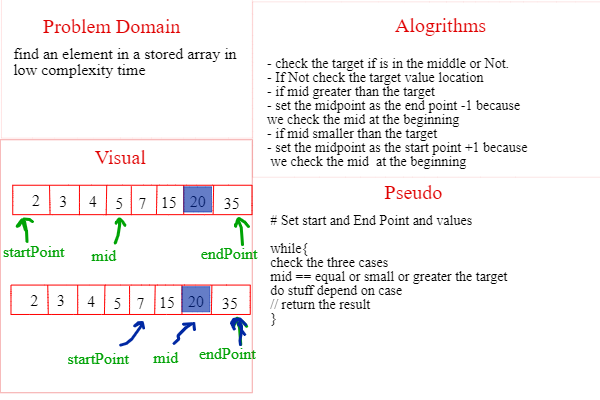 Problem Domain
find an element in a stored array in
low complexity time
Alogrithms
- check the target if is in the middle or Not.
- If Not check the target value location
- if mid greater than the target
- set the midpoint as the end point -1 because
we check the mid at the beginning
- if mid smaller than the target
- set the midpoint as the start point +1 because
we check the mid at the beginning
Visual
2 3 4 5 7 15 20 35
startPoint mid endPoint
2 3 4 5 7 15 20 35
startPoint mid endPoint
Pseudo
# Set start and End Point and values
while{
check the three cases
mid == equal or small or greater the target
do stuff depend on case
// return the result
}